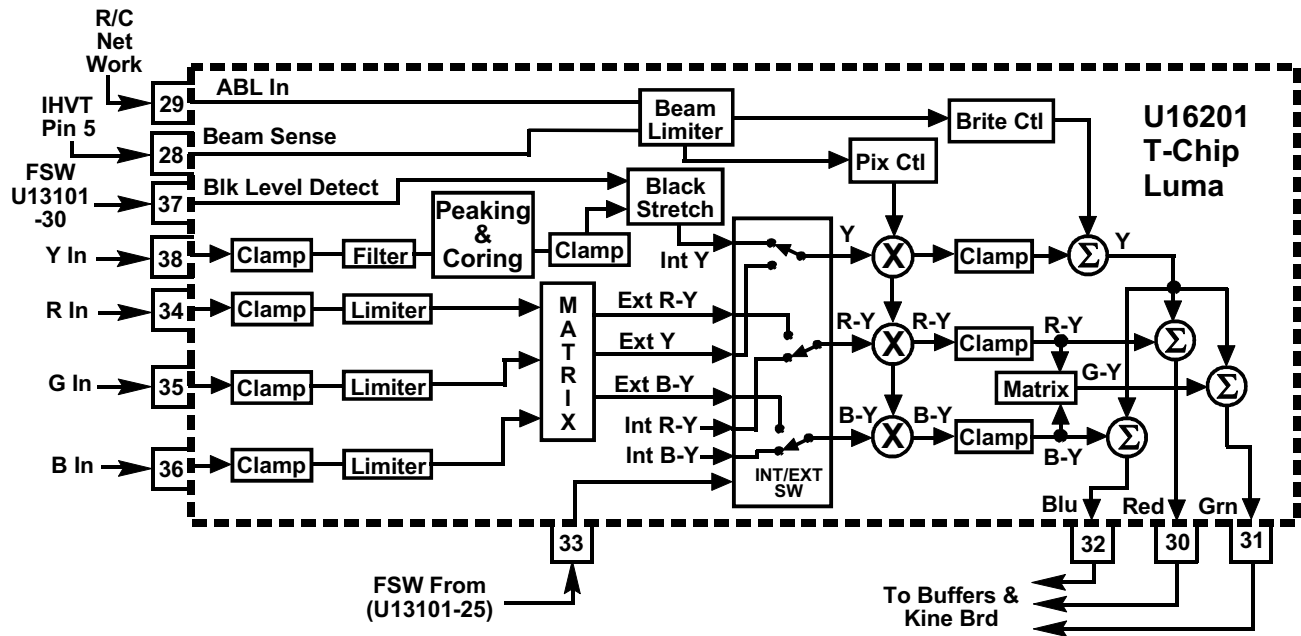 R/C
Net
Work
29
ABL In
IHVT
Pin 5
28
Beam Sense
Beam
Limiter
Brite Ctl
U16201
T-Chip
Luma
Pix Ctl
FSW
U13101
-30
37
Blk Level Detect
Black
Stretch
Peaking
&
Coring
Y In
38
Clamp
Filter
Clamp
Int Y
Y
X
Clamp
Σ
Y
R In
34
Clamp
Limiter
MATRIX
Ext R-Y
Ext Y
Ext B-Y
Int R-Y
Int B-Y
INT/EXT
SW
R-Y
X
R-Y
Clamp
R-Y
Σ
G In
35
Clamp
Limiter
Matrix
G-Y
Σ
B In
36
Clamp
Limiter
B-Y
X
B-Y
Clamp
B-Y
Σ
Blu
Red
Grn
33
32
30
31
FSW From
(U13101-25)
To Buffers &
Kine Brd